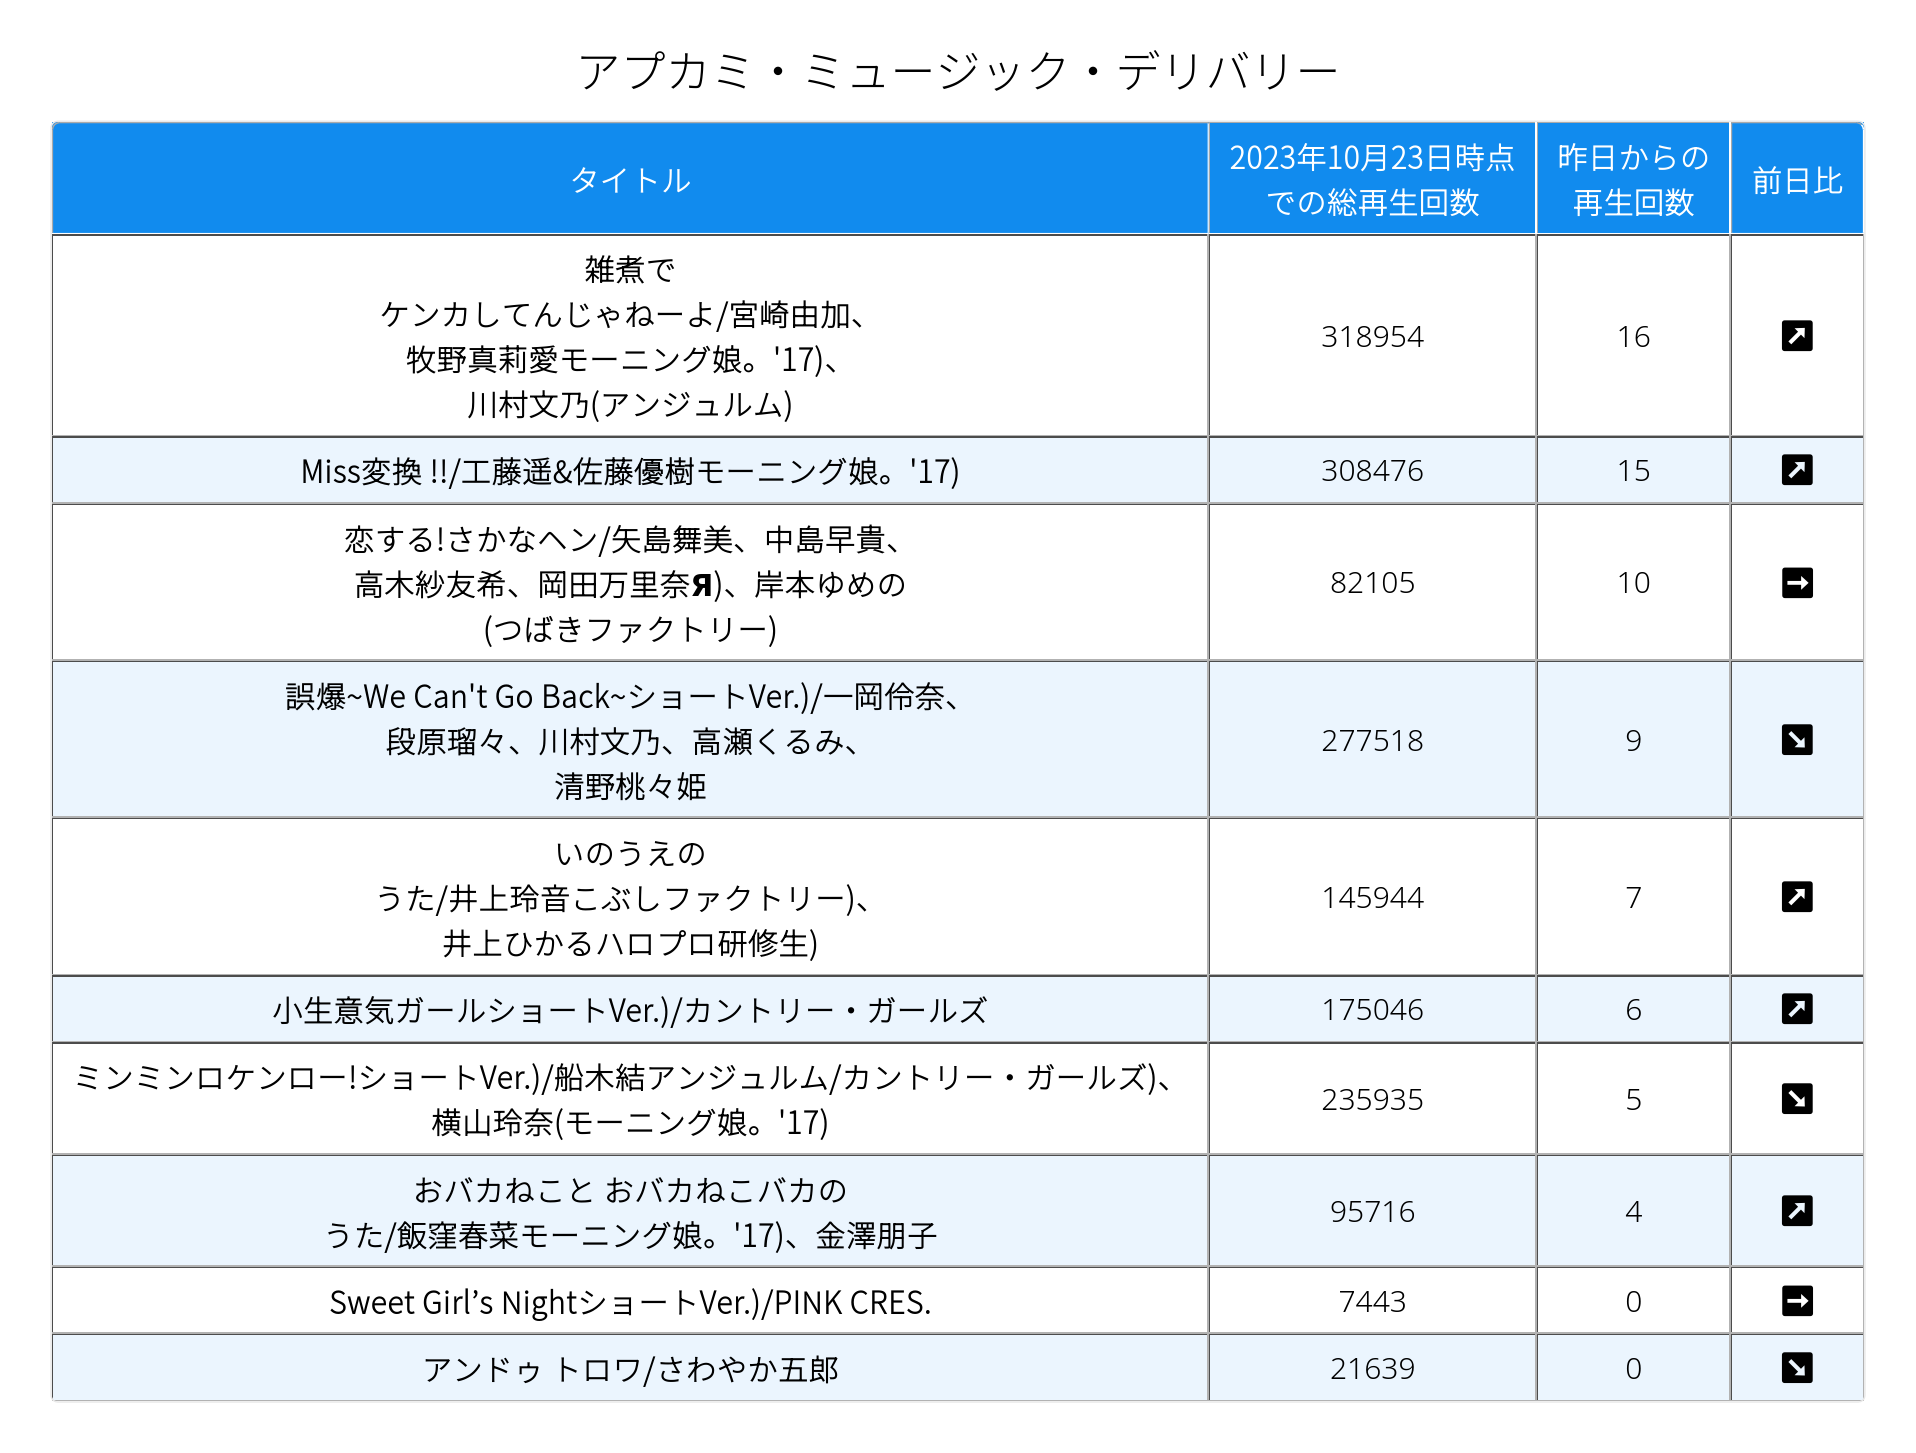 アプカミ・ミュージック・デリバリー
タイトル
2023年10月23日時点
での総再生回数
昨日からの
再生回数
前日比
雑煮で
ケンカしてんじゃねーよ/宮崎由加、
牧野真莉愛モーニング娘。'17)、
川村文乃(アンジュルム)
318954
16
↗
Miss変換 !!/工藤遥&佐藤優樹モーニング娘。'17)
308476
15
↗
恋する!さかなヘン/矢島舞美、中島早貴、
高木紗友希、岡田万里奈Я)、岸本ゆめの
(つばきファクトリー)
82105
10
→
誤爆~We Can't Go Back~ショートVer.)/一岡伶奈、
段原瑠々、川村文乃、高瀬くるみ、
清野桃々姫
277518
9
↘
いのうえの
うた/井上玲音こぶしファクトリー)、
井上ひかるハロプロ研修生)
145944
7
↗
小生意気ガールショートVer.)/カントリー・ガールズ
175046
6
↗
ミンミンロケンロー!ショートVer.)/船木結アンジュルム/カントリー・ガールズ)、
横山玲奈(モーニング娘。'17)
235935
5
↘
おバカねこと おバカねこバカの
うた/飯窪春菜モーニング娘。'17)、金澤朋子
95716
4
↗
Sweet Girl’s NightショートVer.)/PINK CRES.
7443
0
→
アンドゥ トロワ/さわやか五郎
21639
0
↘